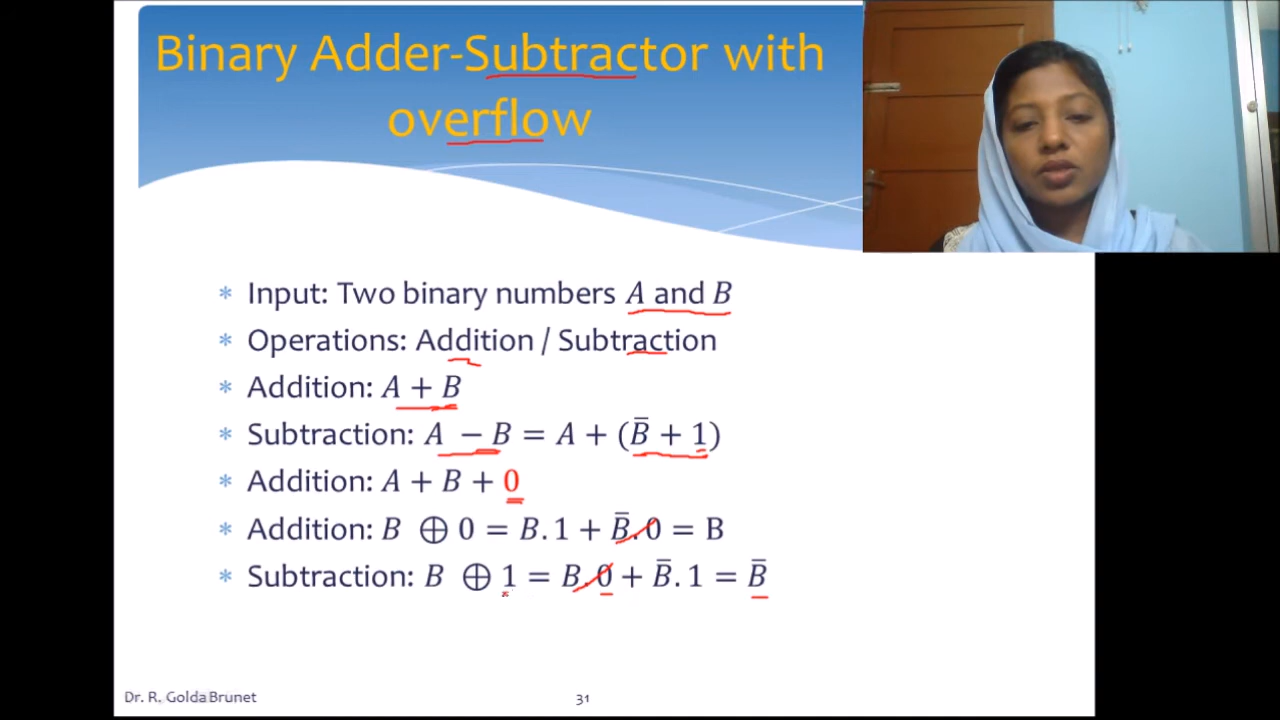 Binary Adder-Subtractor with
overflow
* Input: Two binary numbers A and B
* Operations: Addition / Subtraction
* Addition: A + B
* Subtraction: A − B = A + (B̅ + 1)
* Addition: A + B + 0
* Addition: B ⊕ 0 = B. 1 + B̅. 0 = B
* Subtraction: B ⊕ 1 = B. 0 + B̅. 1 = B̅
Dr. R. Golda Brunet
31